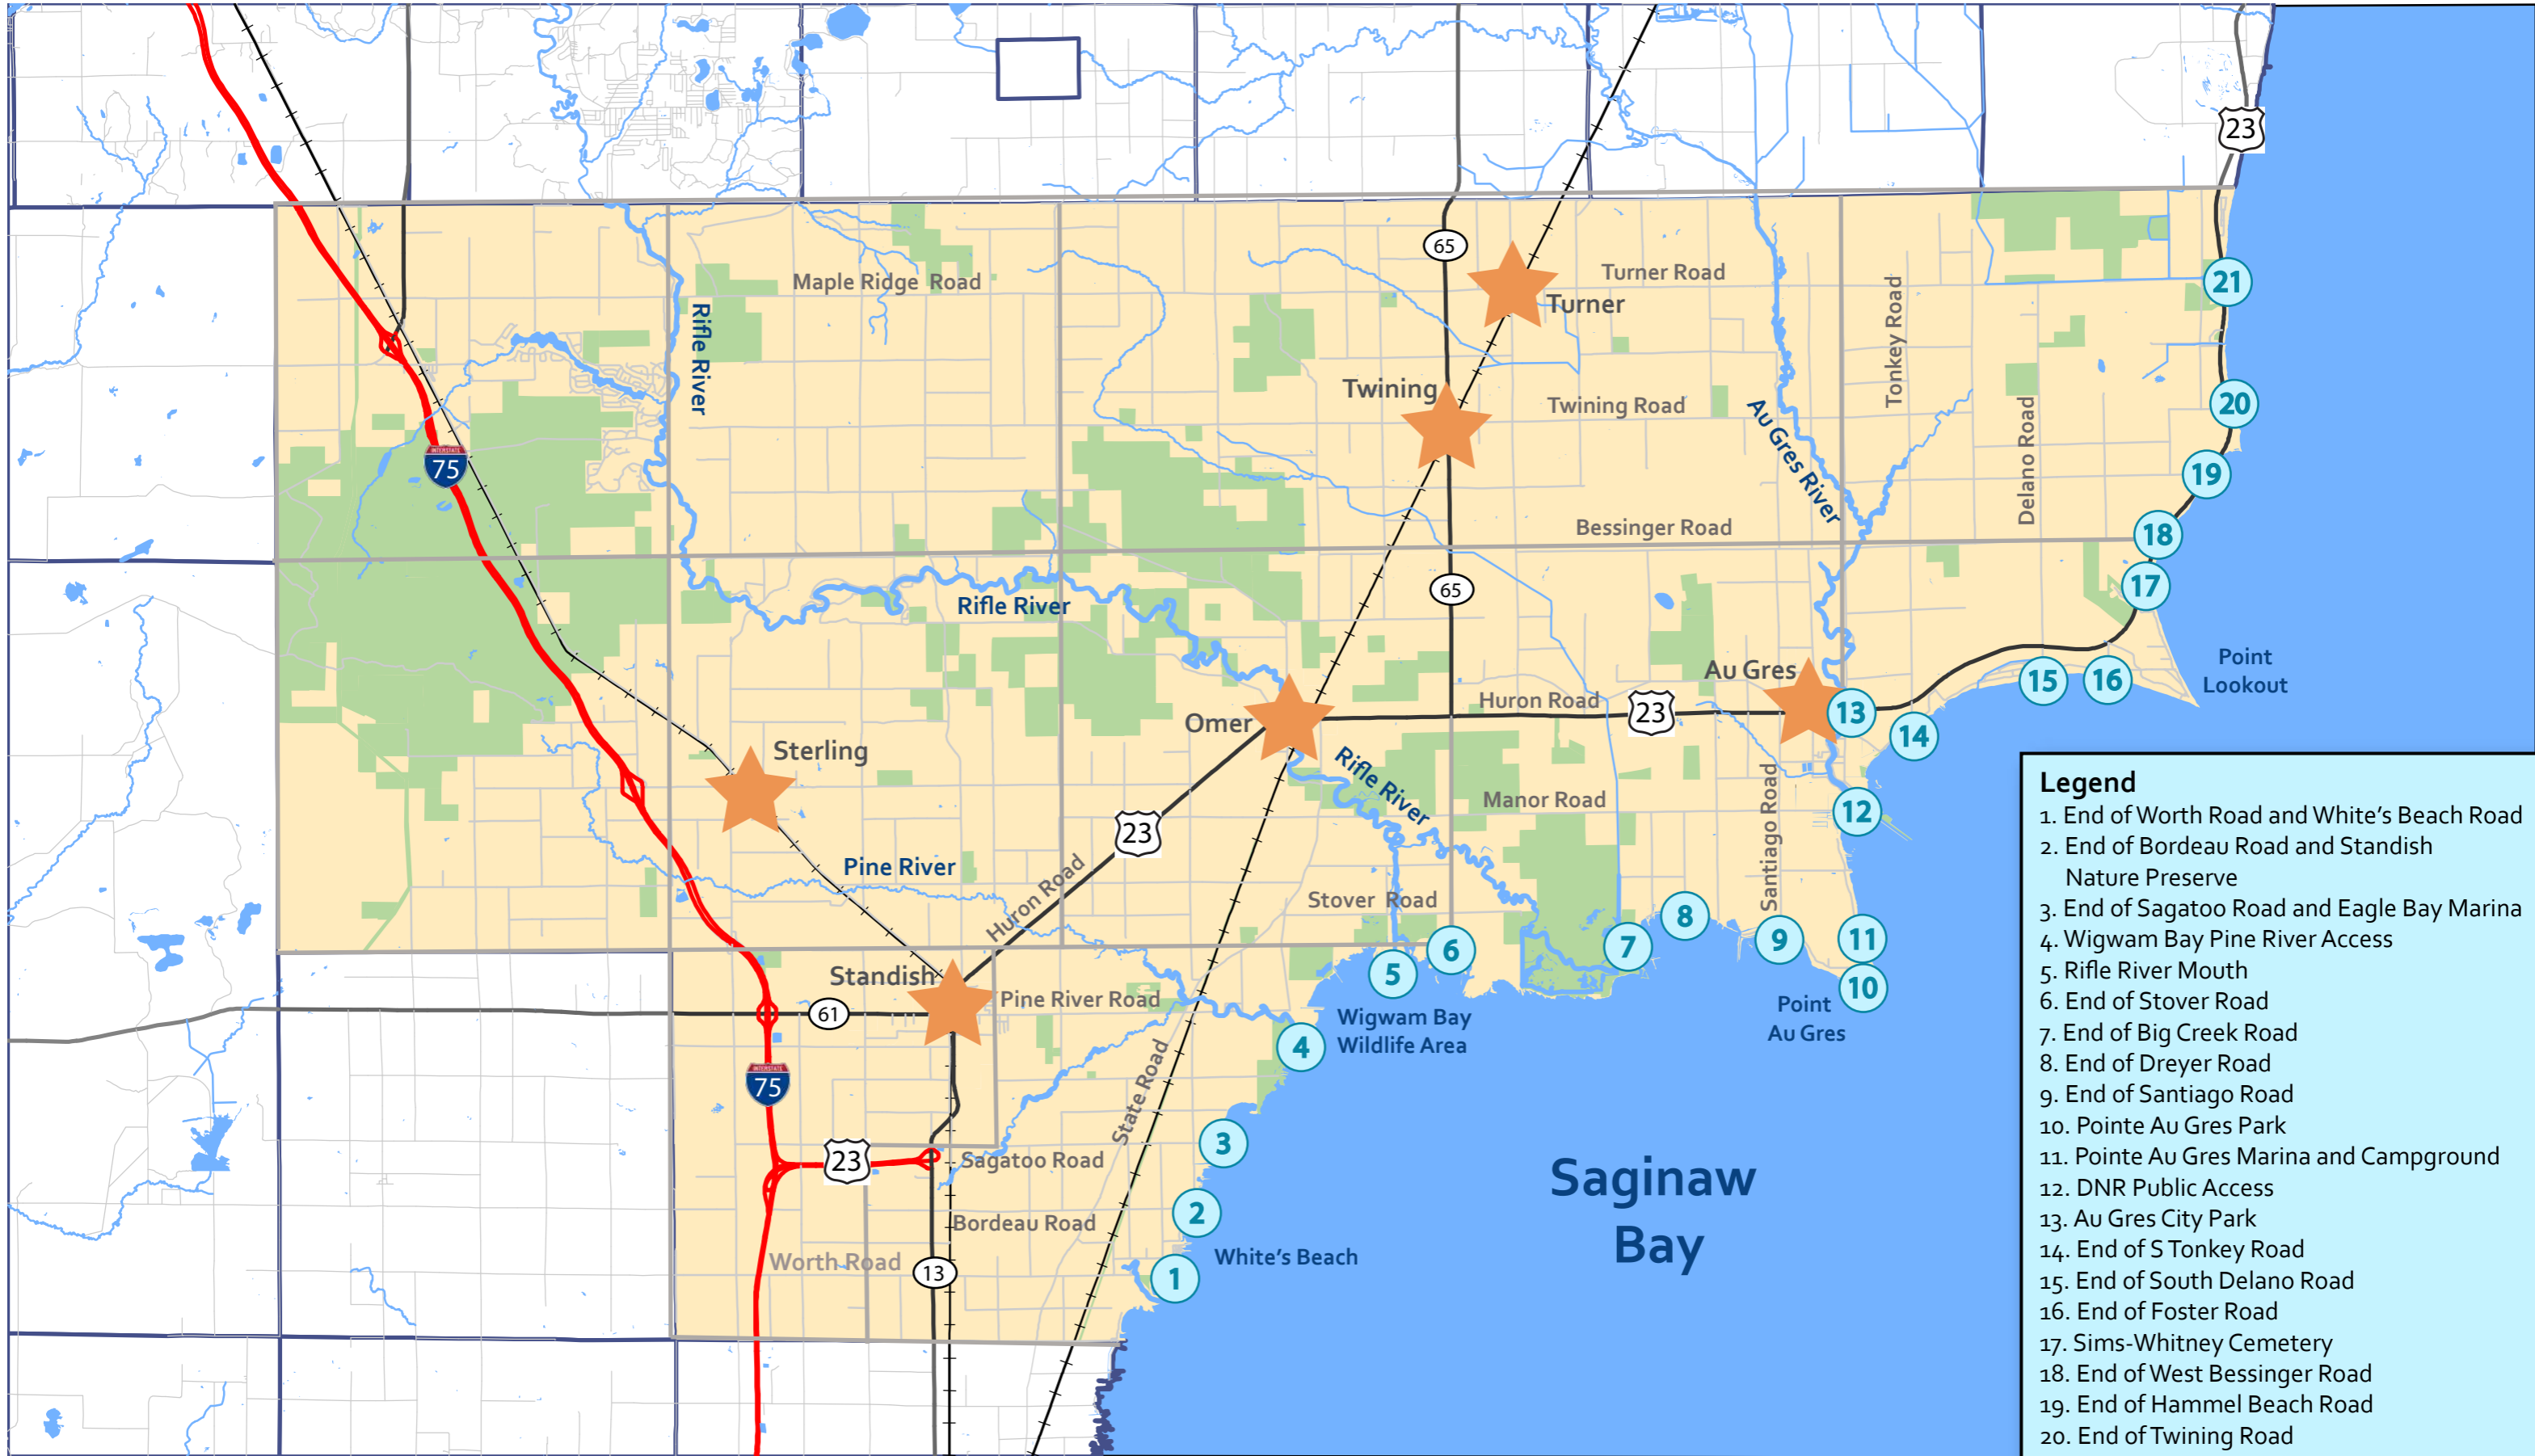 23
65
21
Maple Ridge Road
Turner Road
Turner
Rifle River
Tonkey Road
Twining
Twining Road
20
Au Gres River
Delano Road
INTERSTATE
75
19
Bessinger Road
18
65
17
Rifle River
Point
Lookout
Au Gres
15
16
Huron Road
23
13
14
Omer
Sterling
Rifle River
Manor Road
Santiago Road
12
23
Pine River
Huron Road
Stover Road
8
7
9
11
6
5
10
Standish
Pine River Road
61
Wigwam Bay
Wildlife Area
Point
Au Gres
4
INTERSTATE
75
State Road
3
23
Sagatoo Road
2
Bordeau Road
White's Beach
Worth Road
13
1
Saginaw
Bay
Legend
1. End of Worth Road and White's Beach Road
2. End of Bordeau Road and Standish
Nature Preserve
3. End of Sagatoo Road and Eagle Bay Marina
4. Wigwam Bay Pine River Access
5. Rifle River Mouth
6. End of Stover Road
7. End of Big Creek Road
8. End of Dreyer Road
9. End of Santiago Road
10. Pointe Au Gres Park
11. Pointe Au Gres Marina and Campground
12. DNR Public Access
13. Au Gres City Park
14. End of S Tonkey Road
15. End of South Delano Road
16. End of Foster Road
17. Sims-Whitney Cemetery
18. End of West Bessinger Road
19. End of Hammel Beach Road
20. End of Twining Road